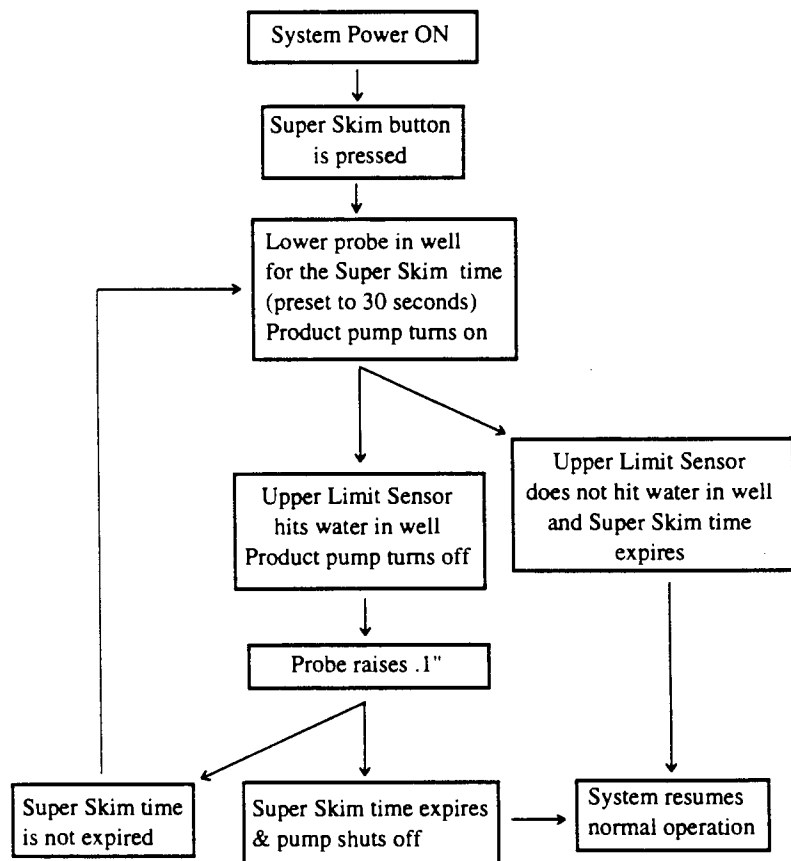 System Power ON
Super Skim button
is pressed
Lower probe in well
for the Super Skim time
(preset to 30 seconds)
Product pump turns on
Upper Limit Sensor
hits water in well
Product pump turns off
Upper Limit Sensor
does not hit water in well
and Super Skim time
expires
Probe raises .1"
Super Skim time
is not expired
Super Skim time expires
& pump shuts off
System resumes
normal operation